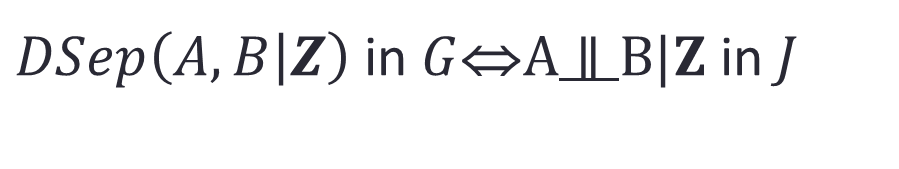 DSep(A, B|Z) in G⇔A⫫B|Z in J